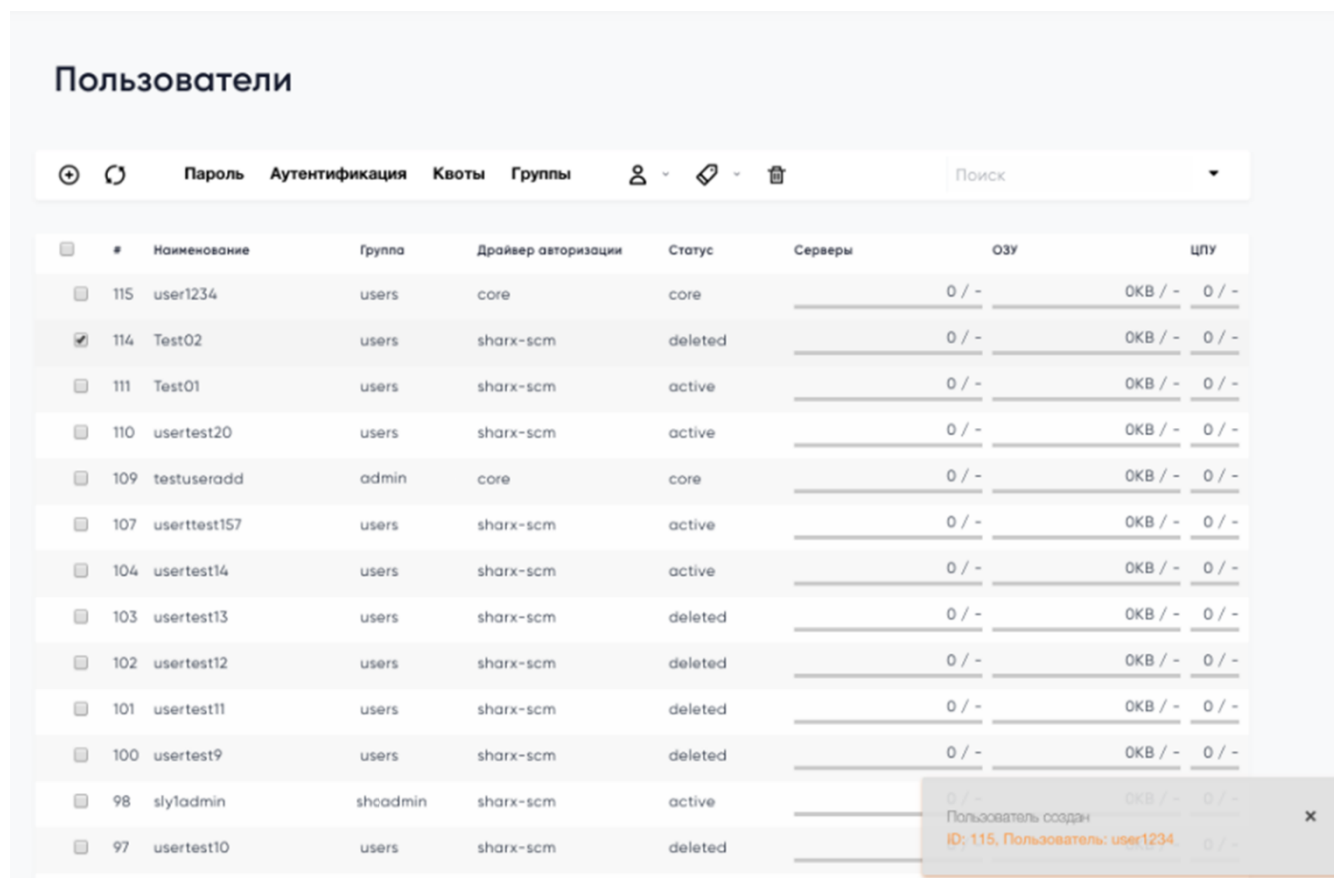 Пользователи
Пароль Аутентификация Квоты Группы Поиск
# Наименование Группа Драйвер авторизации Статус Серверы ОЗУ ЦПУ
115 user1234 users core core 0 / - 0KB / - 0 / -
114 Test02 users sharx-scm deleted 0 / - 0KB / - 0 / -
111 Test01 users sharx-scm active 0 / - 0KB / - 0 / -
110 usertest20 users sharx-scm active 0 / - 0KB / - 0 / -
109 testuseradd admin core core 0 / - 0KB / - 0 / -
107 userttest157 users sharx-scm active 0 / - 0KB / - 0 / -
104 usertest14 users sharx-scm active 0 / - 0KB / - 0 / -
103 usertest13 users sharx-scm deleted 0 / - 0KB / - 0 / -
102 usertest12 users sharx-scm deleted 0 / - 0KB / - 0 / -
101 usertest11 users sharx-scm deleted 0 / - 0KB / - 0 / -
100 usertest9 users sharx-scm deleted 0 / - 0KB / - 0 / -
98 sly1admin shcadmin sharx-scm active 0 / - 0KB / - 0 / -
Пользователь создан
ID: 115, Пользователь: user1234
97 usertest10 users sharx-scm deleted